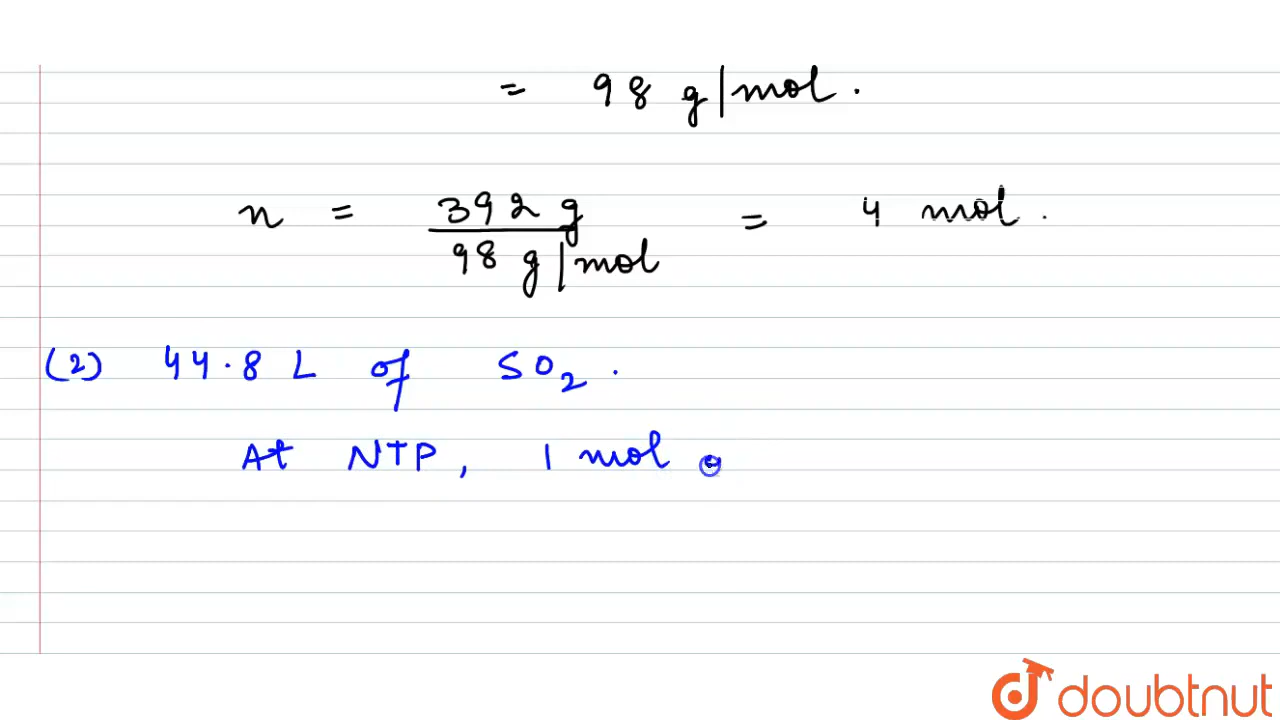 = 98 g/mol.
n = 392 g / 98 g/mol = 4 mol.
(2) 44.8 L of SO2.
At NTP, 1 mol
doubtnut